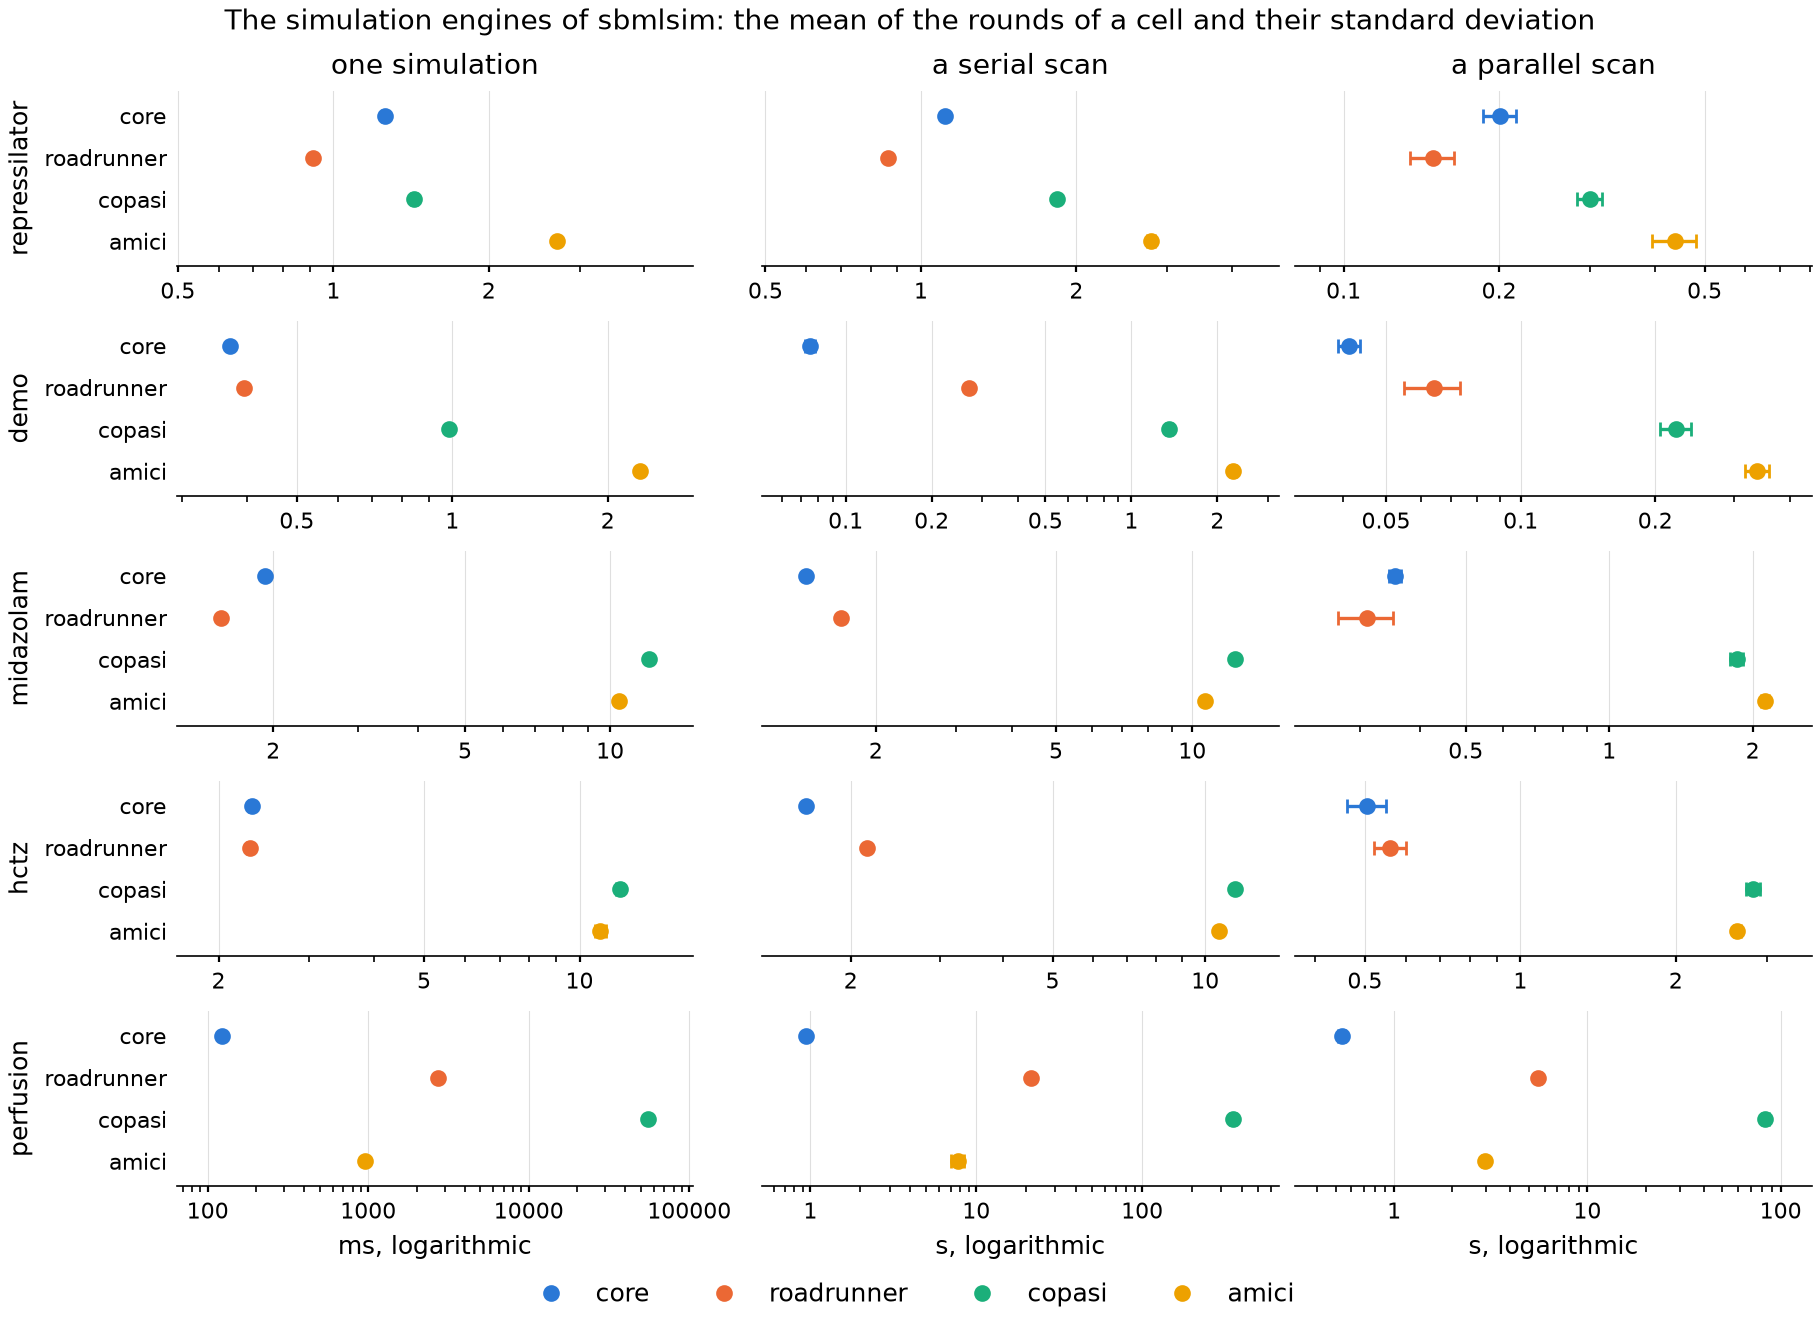 The simulation engines of sbmlsim: the mean of the rounds of a cell and their standard deviation
one simulation
a serial scan
a parallel scan
repressilator
core
roadrunner
copasi
amici
0.5 1 2
0.5 1 2
0.1 0.2 0.5
demo
core
roadrunner
copasi
amici
0.5 1 2
0.1 0.2 0.5 1 2
0.05 0.1 0.2
midazolam
core
roadrunner
copasi
amici
2 5 10
2 5 10
0.5 1 2
hctz
core
roadrunner
copasi
amici
2 5 10
2 5 10
0.5 1 2
perfusion
core
roadrunner
copasi
amici
100 1000 10000 100000
1 10 100
1 10 100
ms, logarithmic
s, logarithmic
s, logarithmic
core roadrunner copasi amici